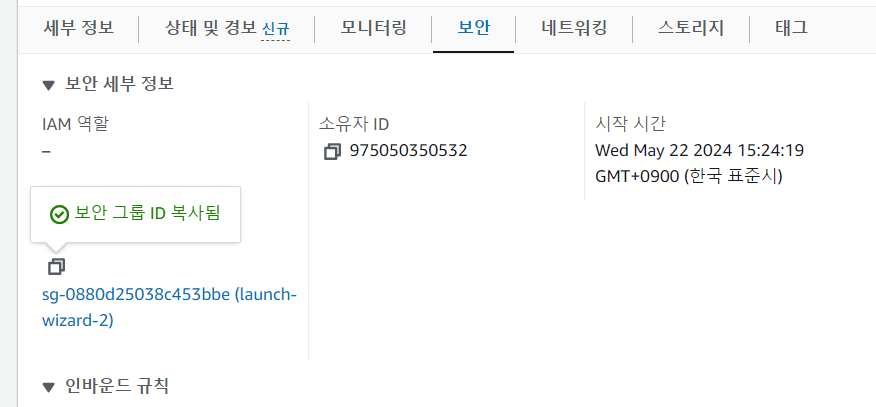 세부 정보
상태 및 경보 신규
모니터링
보안
네트워킹
스토리지
태그
보안 세부 정보
IAM 역할
–
소유자 ID
975050350532
시작 시간
Wed May 22 2024 15:24:19
GMT+0900 (한국 표준시)
보안 그룹 ID 복사됨
sg-0880d25038c453bbe (launch-
wizard-2)
인바운드 규칙